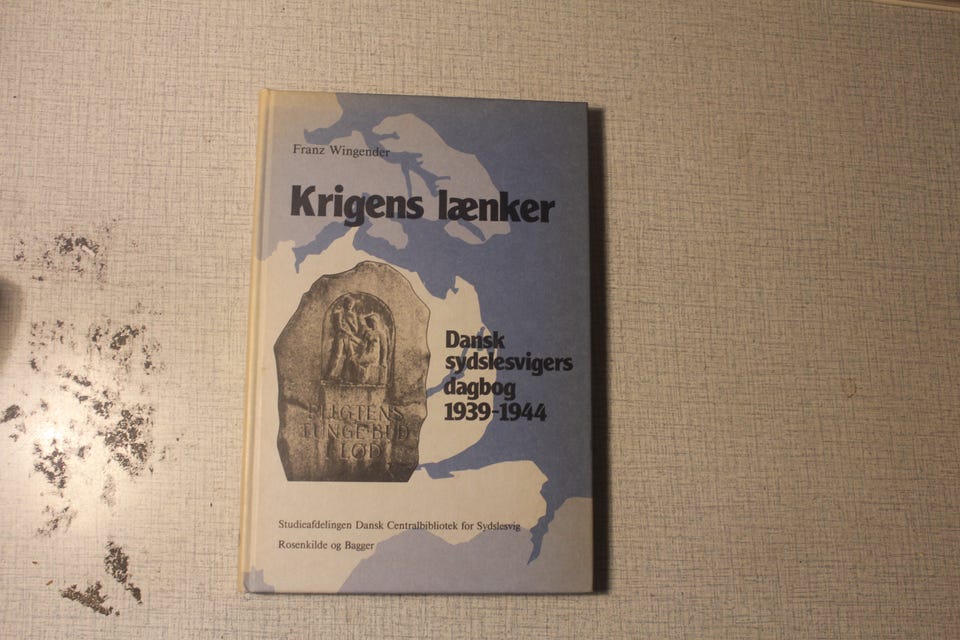 Franz Wingender
Krigens lænker
Dansk
sydslesvigers
dagbog
1939-1944
PLIGTENS
TUNGE BUD
LØD
Studieafdelingen Dansk Centralbibliotek for Sydslesvig
Rosenkilde og Bagger